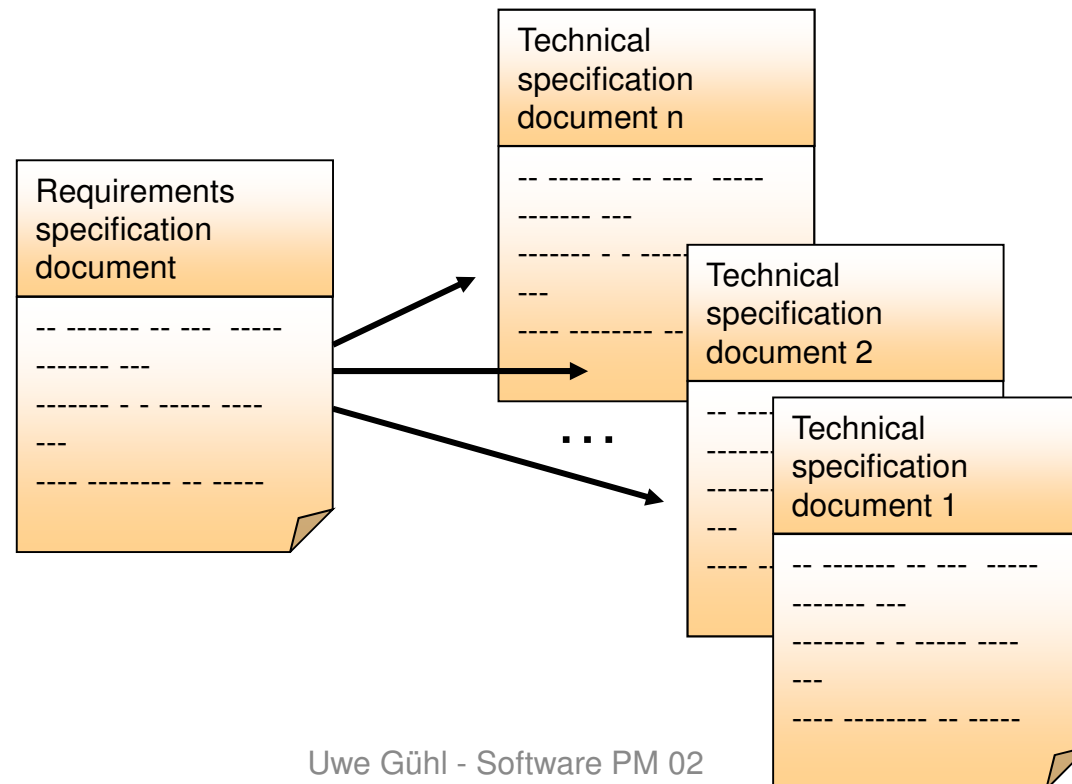 Technical
specification
document n
-- ------- -- --- -----
------- ---
------- - - -----
---
---- -------- --
Requirements
specification
document
-- ------- -- --- -----
------- ---
------- - - ----- ----
---
---- -------- -- -----
Technical
specification
document 2
...
Technical
specification
document 1
-- ------- -- --- -----
------- ---
------- - - ----- ----
---
---- -------- -- -----
Uwe Gühl - Software PM 02